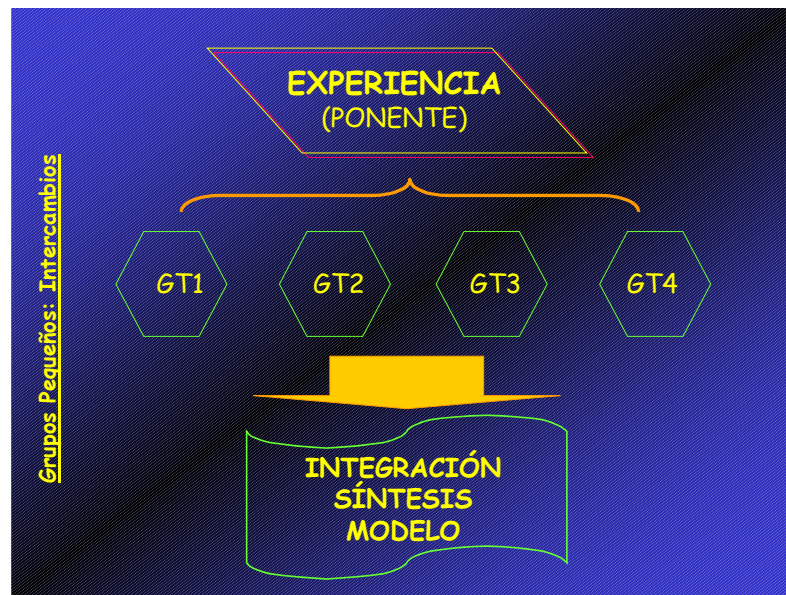 EXPERIENCIA
(PONENTE)
Grupos Pequeños: Intercambios
GT1
GT2
GT3
GT4
INTEGRACIÓN
SÍNTESIS
MODELO